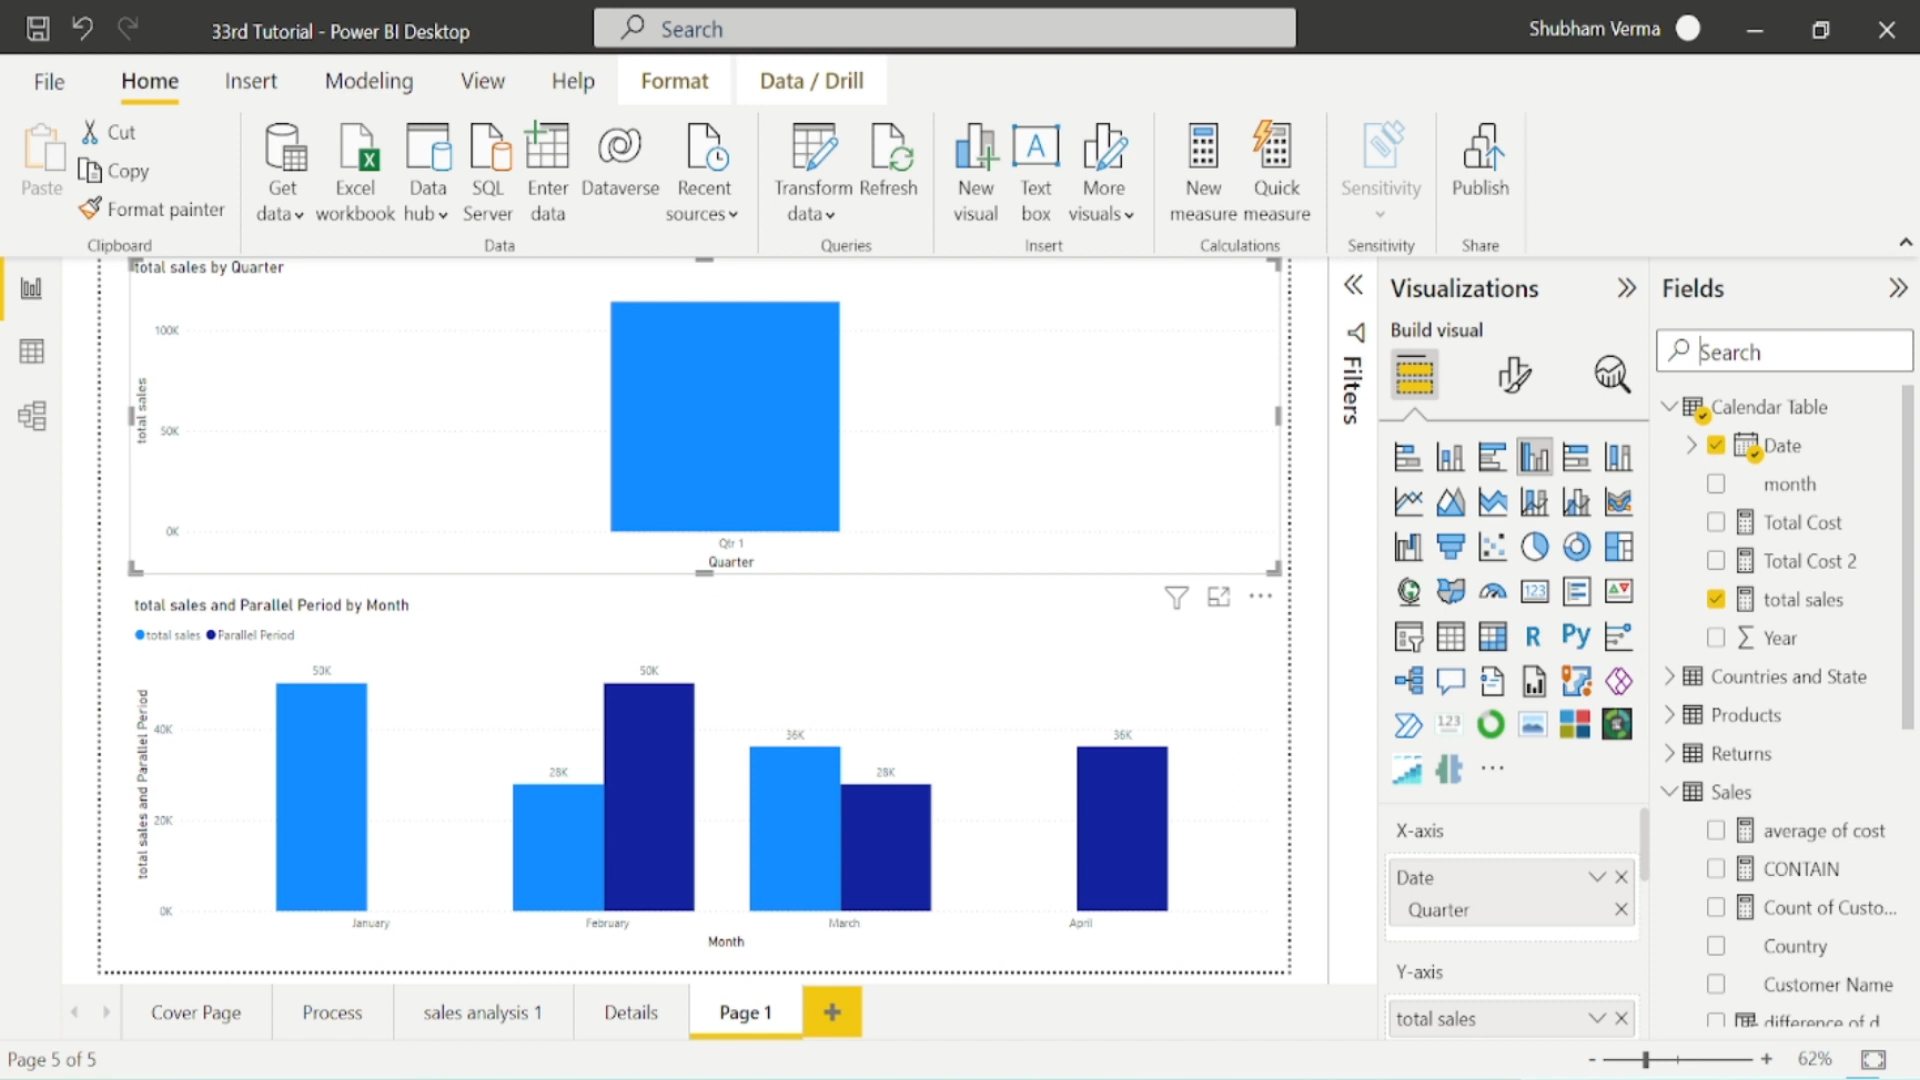 33rd Tutorial - Power BI Desktop
Search
Shubham Verma
File
Home
Insert
Modeling
View
Help
Format
Data / Drill
Paste
Cut
Copy
Format painter
Clipboard
Get data
Excel workbook
Data hub
SQL Server
Enter data
Dataverse
Recent sources
Data
Transform data
Refresh
Queries
New visual
Text box
More visuals
Insert
New measure
Quick measure
Calculations
Sensitivity
Sensitivity
Publish
Share
total sales by Quarter
100K
50K
0K
total sales
Qtr 1
Quarter
total sales and Parallel Period by Month
total sales
Parallel Period
total sales and Parallel Period
40K
20K
0K
50K
28K
50K
36K
28K
36K
January
February
March
April
Month
Filters
Visualizations
Build visual
123
R
Py
123
X-axis
Date
Quarter
Y-axis
total sales
Fields
Search
Calendar Table
Date
month
Total Cost
Total Cost 2
total sales
Year
Countries and State
Products
Returns
Sales
average of cost
CONTAIN
Count of Custo...
Country
Customer Name
difference of d
Cover Page
Process
sales analysis 1
Details
Page 1
Page 5 of 5
62%